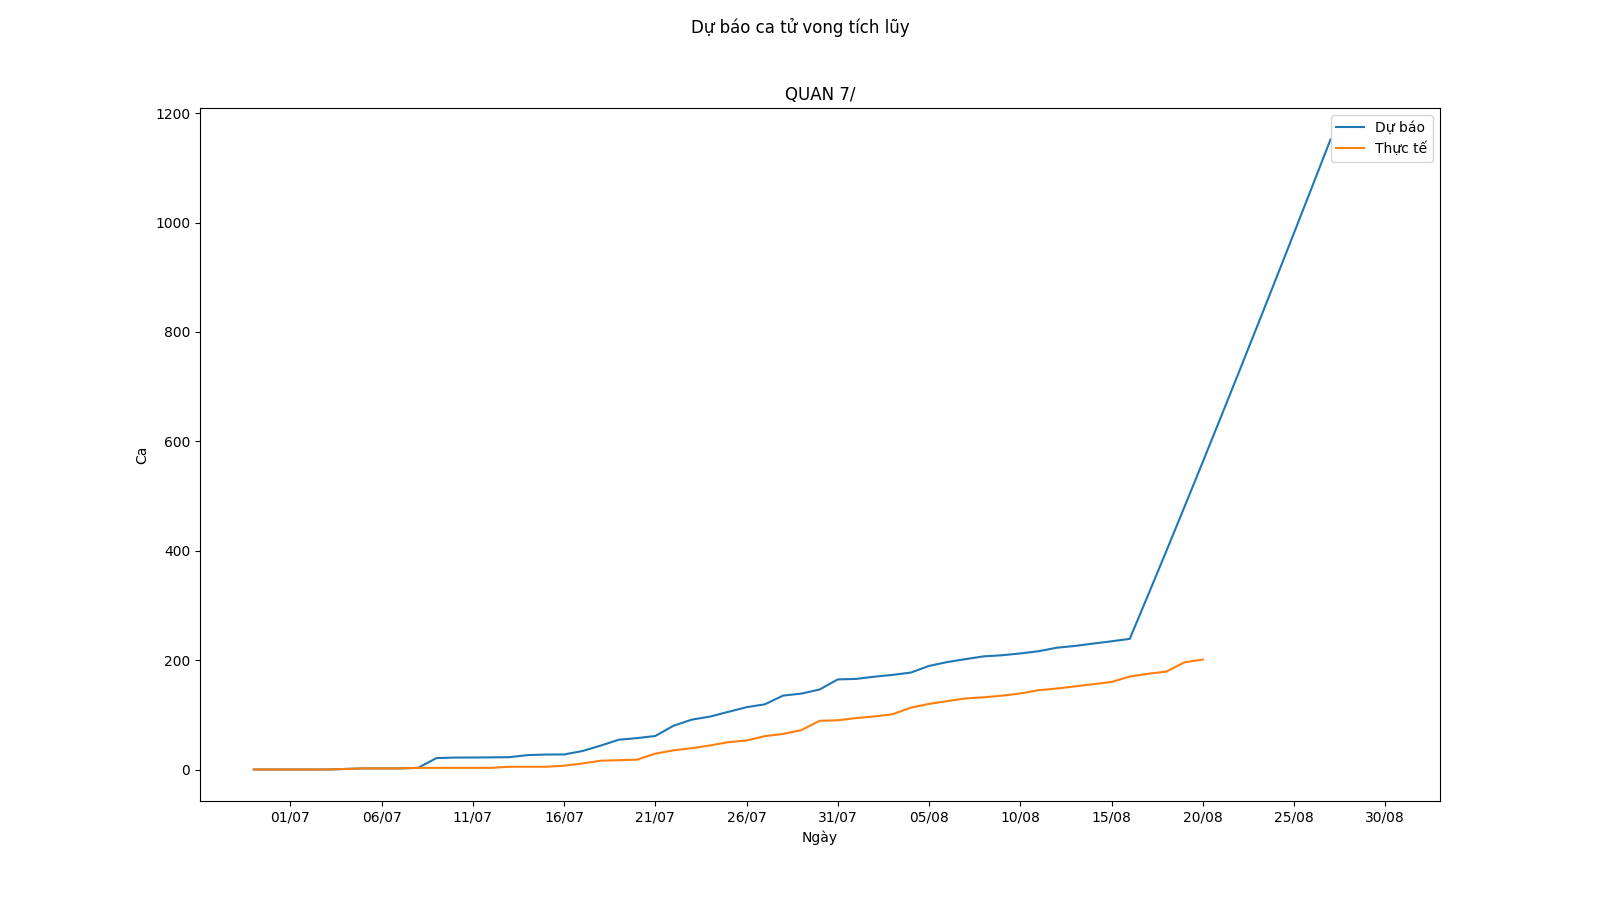 Dự báo ca tử vong tích lũy
QUAN 7/
1200
1000
800
600
400
200
0
Ca
Dự báo
Thực tế
01/07 06/07 11/07 16/07 21/07 26/07 31/07 05/08 10/08 15/08 20/08 25/08 30/08
Ngày